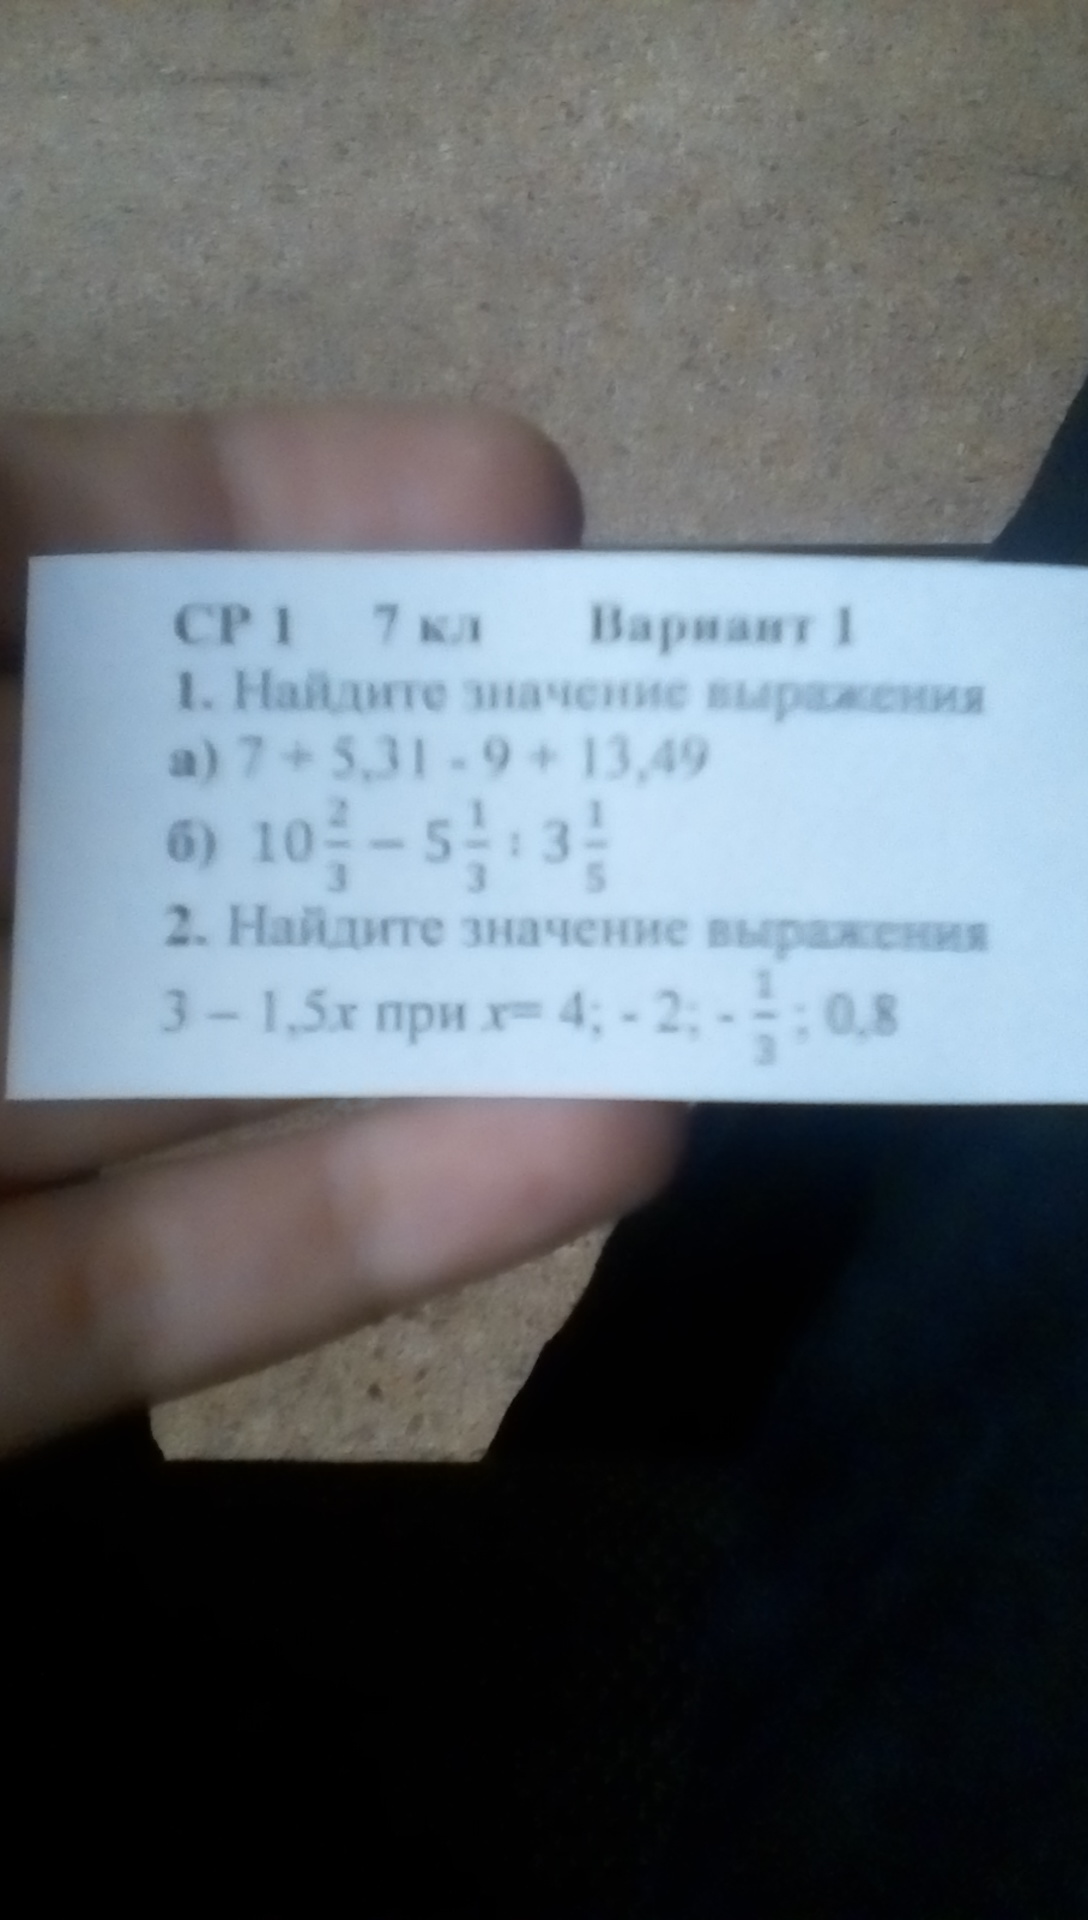 СР 1 7 кл Вариант 1
1. Найдите значение выражения
а) 7 + 5,31 - 9 + 13,49
б) 10 2/3 − 5 1/3 : 3 1/5
2. Найдите значение выражения
3 – 1,5x при x= 4; - 2; - 1/3 ; 0,8